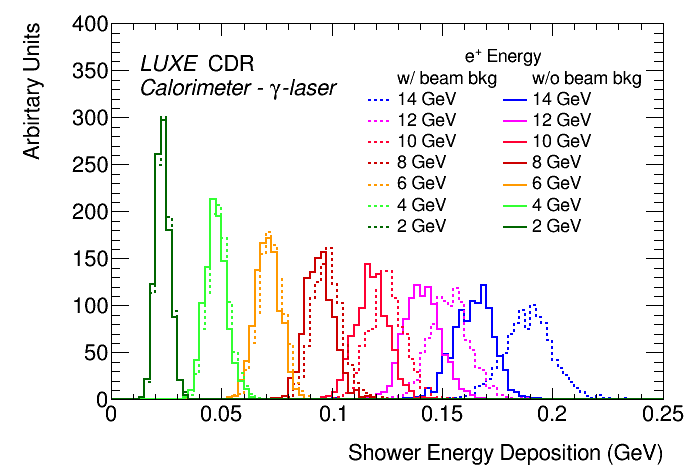 Arbirtary Units
400
350
300
250
200
150
100
50
0
LUXE CDR
Calorimeter - γ-laser
e⁺ Energy
w/ beam bkg w/o beam bkg
14 GeV 14 GeV
12 GeV 12 GeV
10 GeV 10 GeV
8 GeV 8 GeV
6 GeV 6 GeV
4 GeV 4 GeV
2 GeV 2 GeV
0 0.05 0.1 0.15 0.2 0.25
Shower Energy Deposition (GeV)